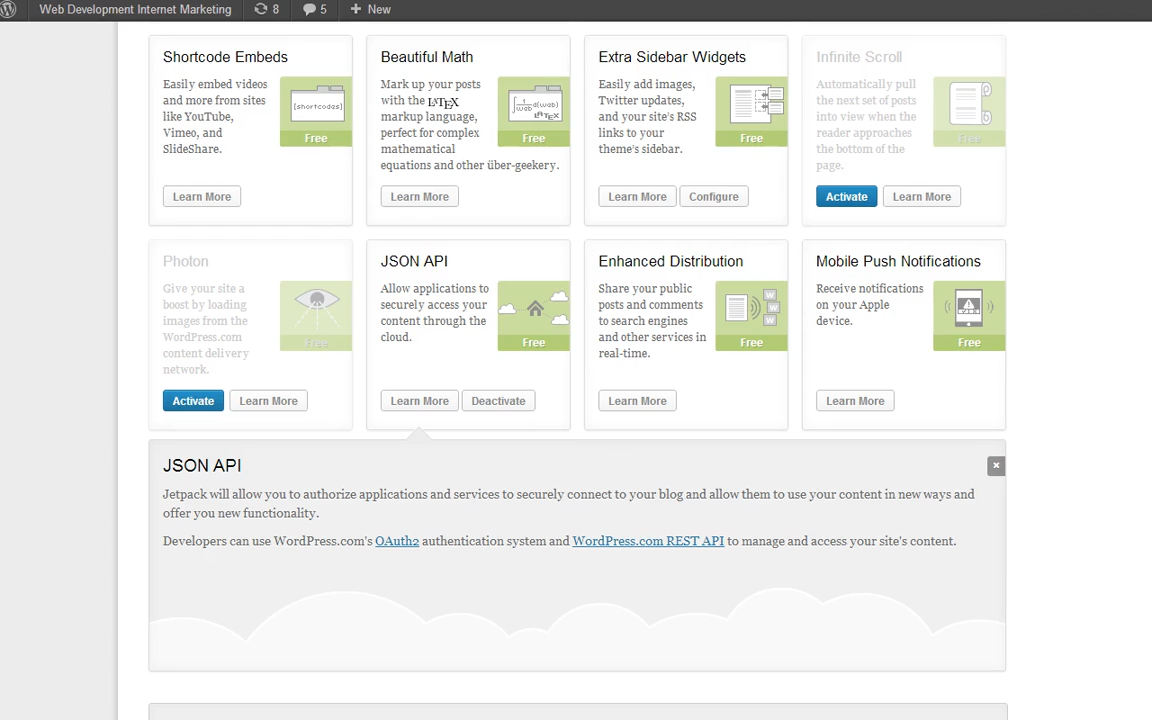 Web Development Internet Marketing 8 5 + New
Shortcode Embeds
Easily embed videos
and more from sites
like YouTube,
Vimeo, and
SlideShare.
[shortcodes]
Free
Learn More
Beautiful Math
Mark up your posts
with the LATEX
markup language,
perfect for complex
mathematical
equations and other über-geekery.
Free
Learn More
Extra Sidebar Widgets
Easily add images,
Twitter updates,
and your site's RSS
links to your
theme's sidebar.
Free
Learn More Configure
Infinite Scroll
Automatically pull
the next set of posts
into view when the
reader approaches
the bottom of the
page.
Free
Activate Learn More
Photon
Give your site a
boost by loading
images from the
WordPress.com
content delivery
network.
Free
Activate Learn More
JSON API
Allow applications to
securely access your
content through the
cloud.
Free
Learn More Deactivate
Enhanced Distribution
Share your public
posts and comments
to search engines
and other services in
real-time.
Free
Learn More
Mobile Push Notifications
Receive notifications
on your Apple
device.
Free
Learn More
JSON API
Jetpack will allow you to authorize applications and services to securely connect to your blog and allow them to use your content in new ways and
offer you new functionality.
Developers can use WordPress.com's OAuth2 authentication system and WordPress.com REST API to manage and access your site's content.